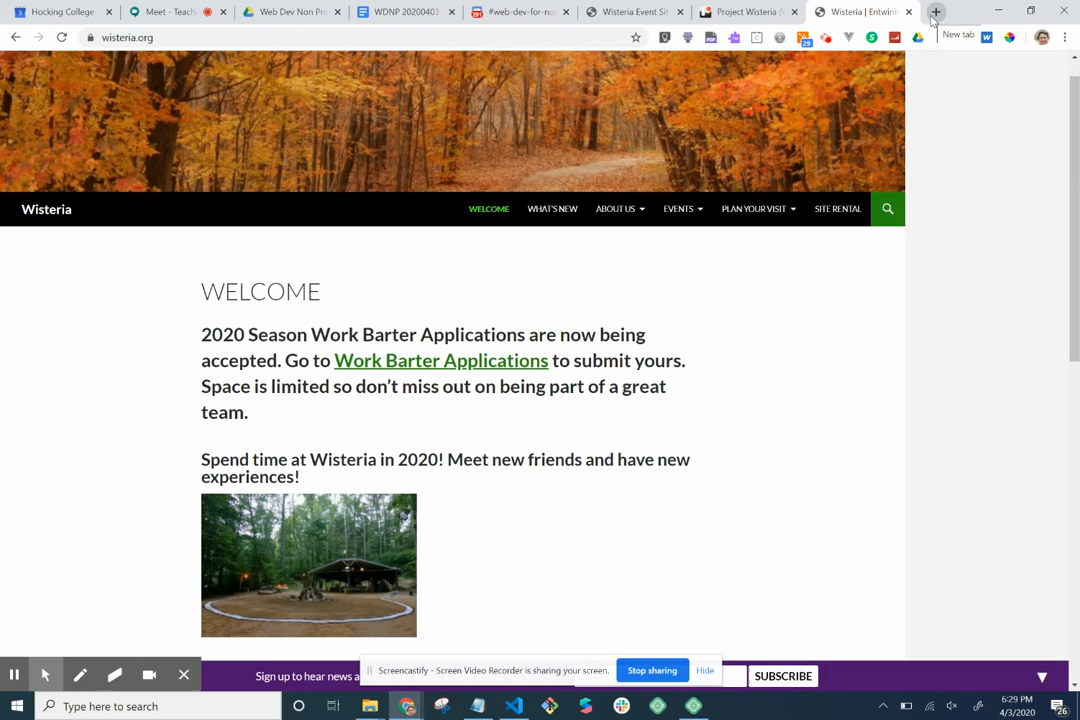 Hocking College
Meet - Teach
Web Dev Non Pro
WDNP 20200403
#web-dev-for-no
Wisteria Event Sit
Project Wisteria (
Wisteria | Entwini
wisteria.org
New tab
29
Wisteria
WELCOME
WHAT'S NEW
ABOUT US
EVENTS
PLAN YOUR VISIT
SITE RENTAL
WELCOME
2020 Season Work Barter Applications are now being
accepted. Go to Work Barter Applications to submit yours.
Space is limited so don't miss out on being part of a great
team.
Spend time at Wisteria in 2020! Meet new friends and have new
experiences!
Screencastify - Screen Video Recorder is sharing your screen.
Stop sharing
Hide
Sign up to hear news a
SUBSCRIBE
Type here to search
6:29 PM
4/3/2020
26